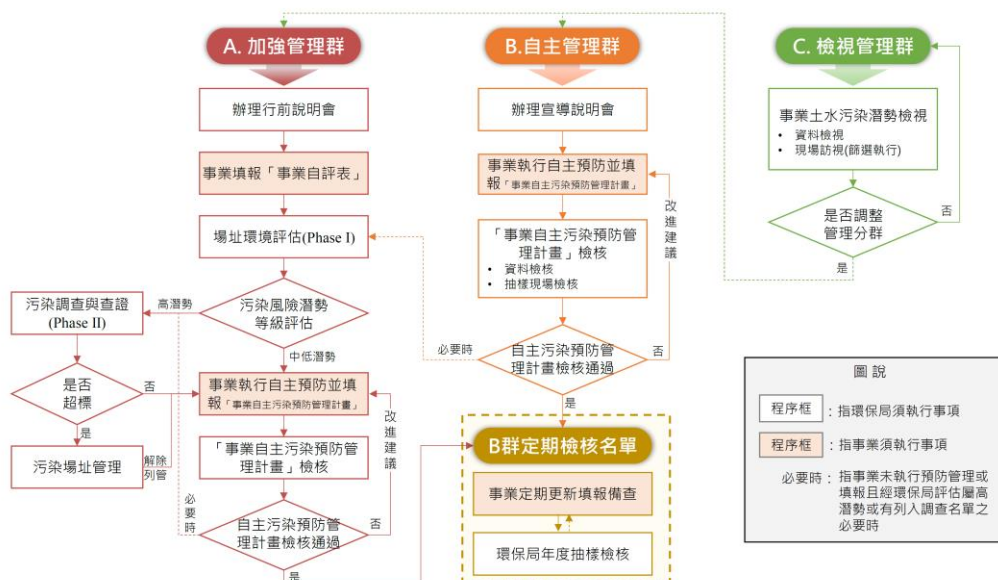 A. 加強管理群
辦理行前說明會
事業填報「事業自評表」
場址環境評估(Phase I)
污染風險潛勢
等級評估
高潛勢
中低潛勢
污染調查與查證
(Phase II)
是否
超標
否
是
污染場址管理
解除
列管
事業執行自主預防並填
報「事業自主污染預防管理計畫」
「事業自主污染預防管
理計畫」檢核
改進建議
必要時
自主污染預防管
理計畫檢核通過
否
是
B.自主管理群
辦理宣導說明會
事業執行自主預防並填
報「事業自主污染預防管理計畫」
「事業自主污染預防管
理計畫」檢核
• 資料檢核
• 抽樣現場檢核
改進建議
必要時
自主污染預防管
理計畫檢核通過
否
是
B群定期檢核名單
事業定期更新填報備查
環保局年度抽樣檢核
C. 檢視管理群
事業土水污染潛勢檢視
• 資料檢視
• 現場訪視(篩選執行)
是否調整
管理分群
否
是
圖 說
程序框 : 指環保局須執行事項
程序框 : 指事業須執行事項
必要時 : 指事業未執行預防管理或
填報且經環保局評估屬高
潛勢或有列入調查名單之
必要時